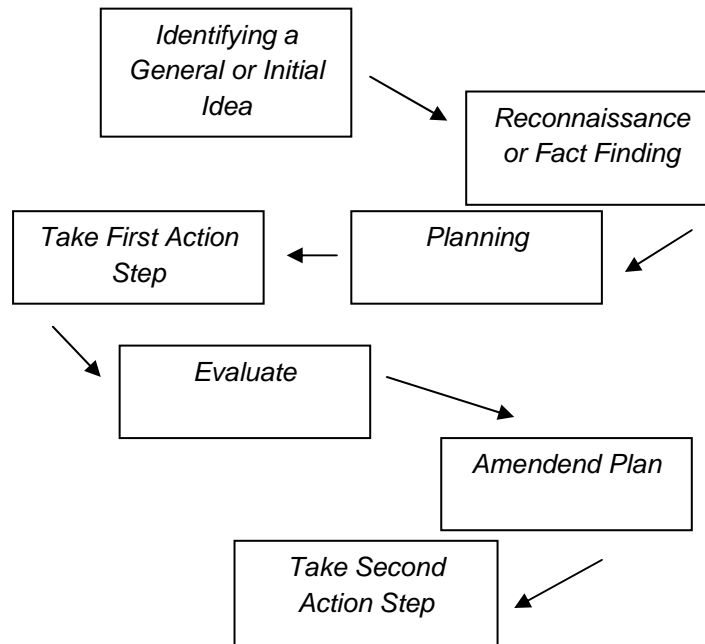 Identifying a
General or Initial
Idea
Reconnaissance
or Fact Finding
Planning
Take First Action
Step
Evaluate
Amendend Plan
Take Second
Action Step